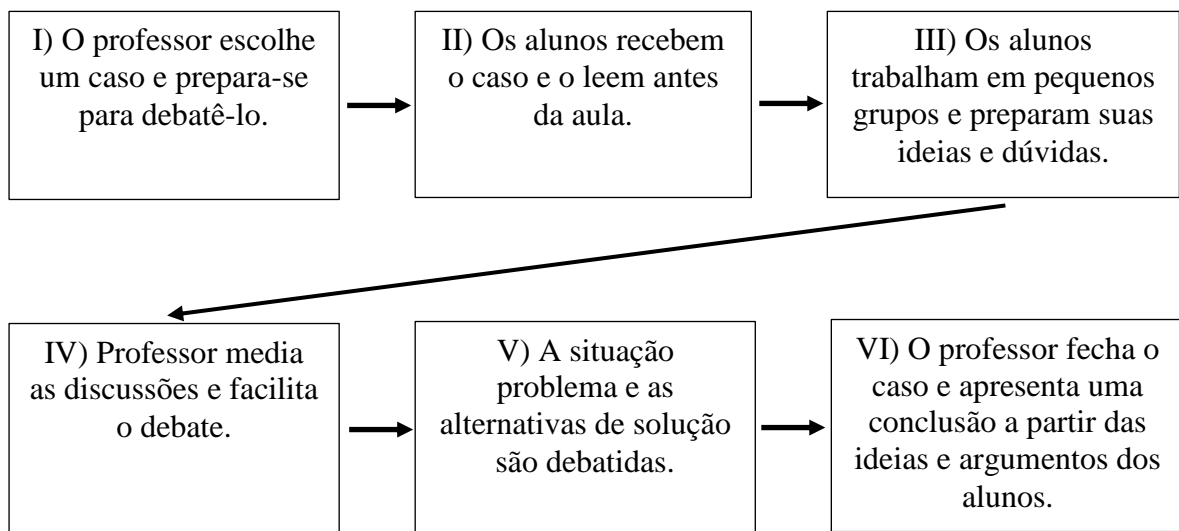 I) O professor escolhe
um caso e prepara-se
para debatê-lo.
II) Os alunos recebem
o caso e o leem antes
da aula.
III) Os alunos
trabalham em pequenos
grupos e preparam suas
ideias e dúvidas.
IV) Professor media
as discussões e facilita
o debate.
V) A situação
problema e as
alternativas de solução
são debatidas.
VI) O professor fecha o
caso e apresenta uma
conclusão a partir das
ideias e argumentos dos
alunos.